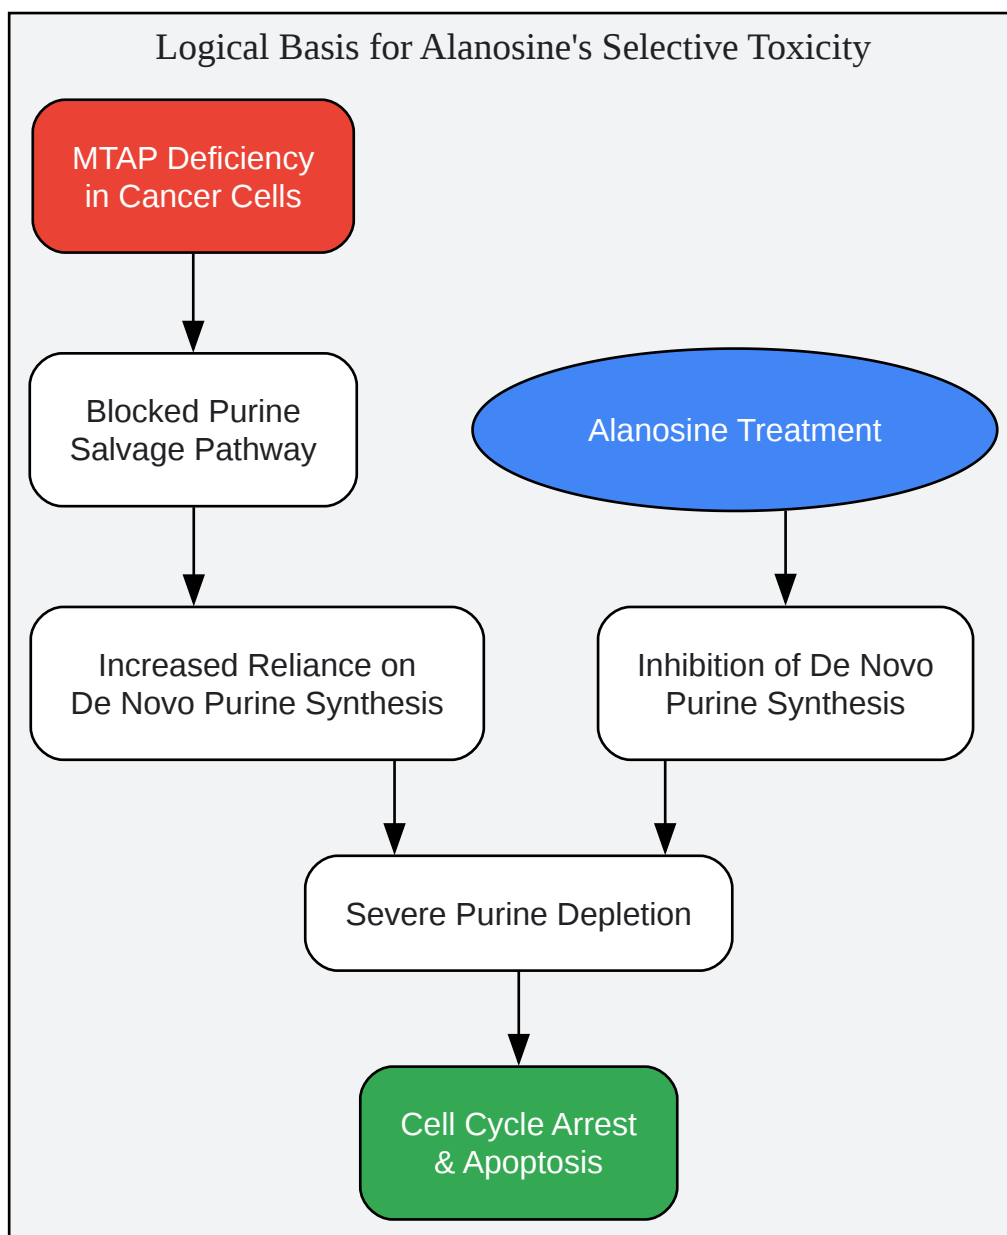 Logical Basis for Alanosine's Selective Toxicity
MTAP Deficiency
in Cancer Cells
Blocked Purine
Salvage Pathway
Alanosine Treatment
Increased Reliance on
De Novo Purine Synthesis
Inhibition of De Novo
Purine Synthesis
Severe Purine Depletion
Cell Cycle Arrest
& Apoptosis